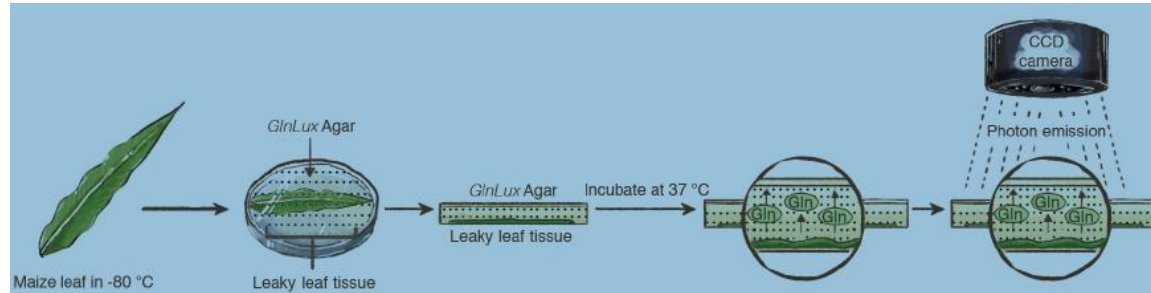 Maize leaf in -80 °C
GlnLux Agar
Leaky leaf tissue
GlnLux Agar
Leaky leaf tissue
Incubate at 37 °C
Gln
Gln
Gln
CCD
camera
Photon emission
Gln
Gln
Gln